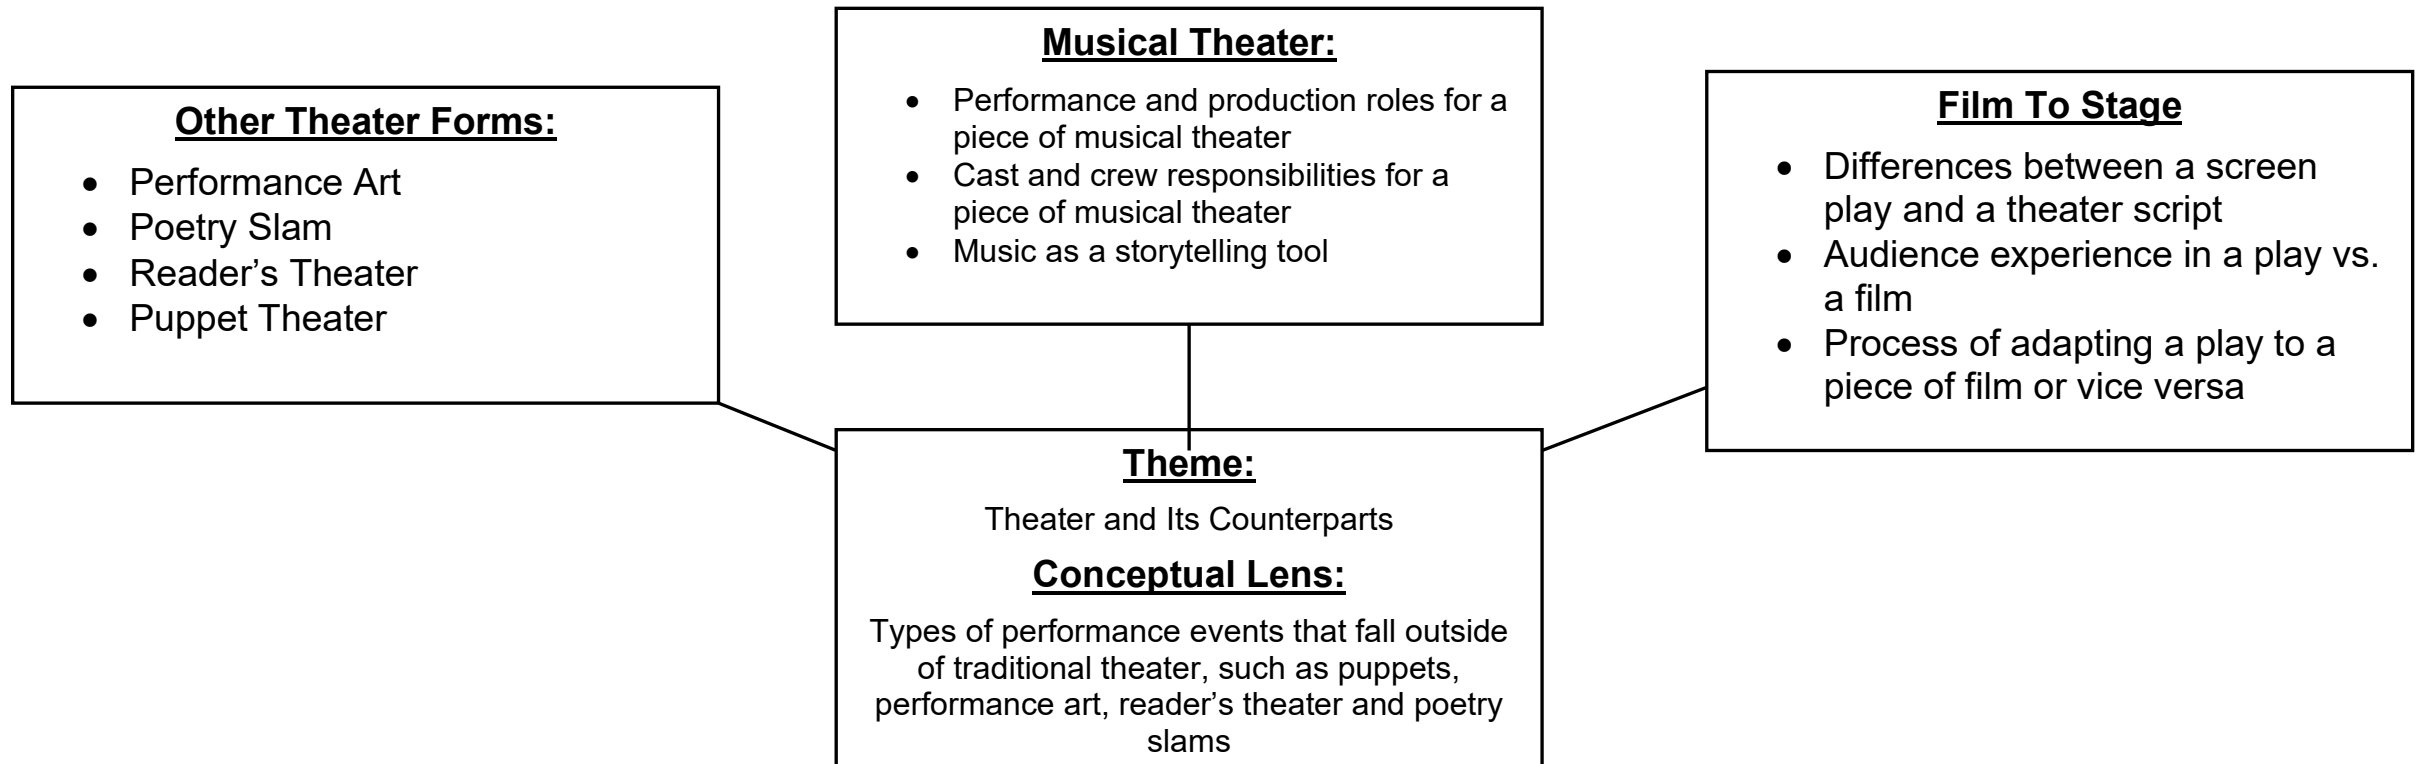 Other Theater Forms:
• Performance Art
• Poetry Slam
• Reader’s Theater
• Puppet Theater
Musical Theater:
• Performance and production roles for a
piece of musical theater
• Cast and crew responsibilities for a
piece of musical theater
• Music as a storytelling tool
Film To Stage
• Differences between a screen
play and a theater script
• Audience experience in a play vs.
a film
• Process of adapting a play to a
piece of film or vice versa
Theme:
Theater and Its Counterparts
Conceptual Lens:
Types of performance events that fall outside
of traditional theater, such as puppets,
performance art, reader’s theater and poetry
slams